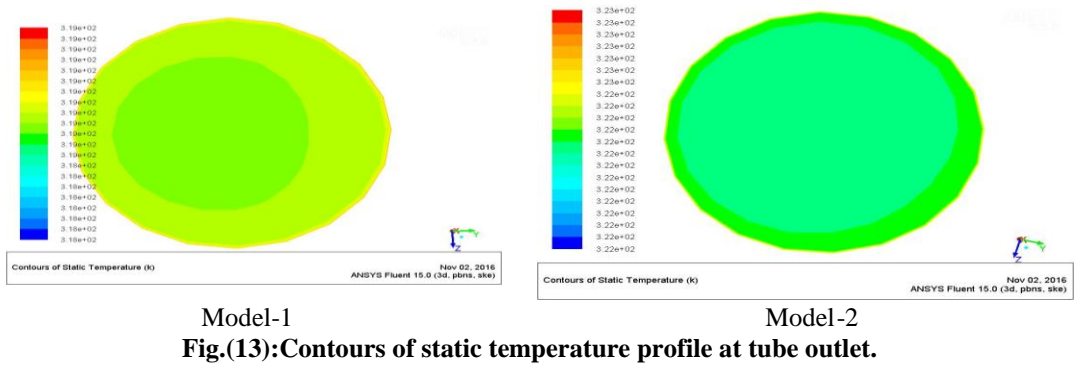 3.19e+02
3.19e+02
3.19e+02
3.19e+02
3.19e+02
3.19e+02
3.19e+02
3.19e+02
3.19e+02
3.19e+02
3.19e+02
3.19e+02
3.19e+02
3.18e+02
3.18e+02
3.18e+02
3.18e+02
3.18e+02
3.18e+02
3.18e+02
Y
Z
Contours of Static Temperature (k)
Nov 02, 2016
ANSYS Fluent 15.0 (3d, pbns, ske)
3.23e+02
3.23e+02
3.23e+02
3.23e+02
3.23e+02
3.23e+02
3.23e+02
3.22e+02
3.22e+02
3.22e+02
3.22e+02
3.22e+02
3.22e+02
3.22e+02
3.22e+02
3.22e+02
3.22e+02
3.22e+02
3.22e+02
3.22e+02
3.22e+02
Y
Z
Contours of Static Temperature (k)
Nov 02, 2016
ANSYS Fluent 15.0 (3d, pbns, ske)
Model-1
Model-2
Fig.(13):Contours of static temperature profile at tube outlet.